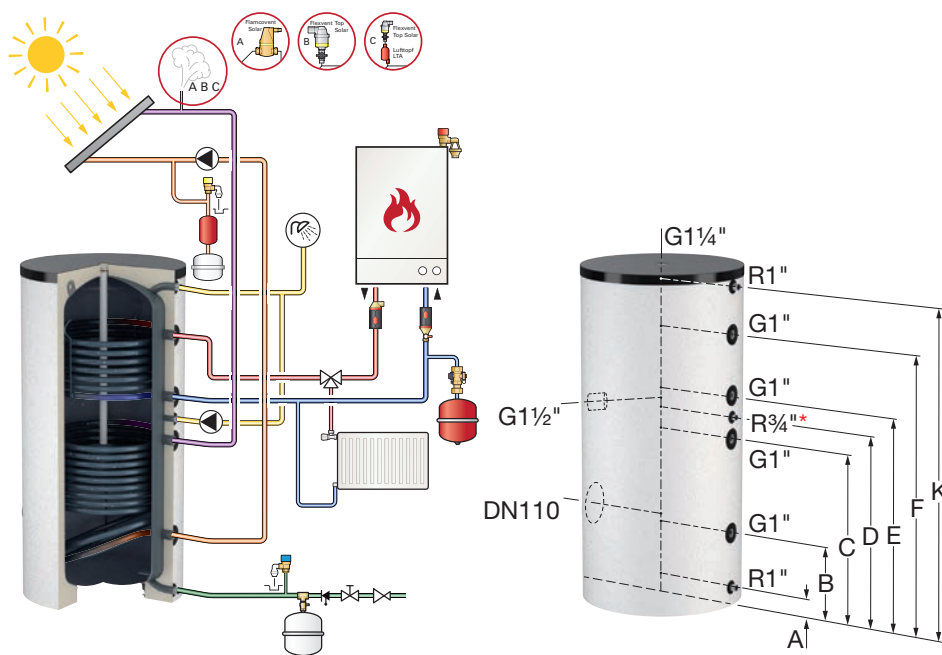 Flamcovent
Solar
A
Flexvent Top
Solar
B
Flexvent
Top Solar
C
Lufttopf
LTA
A B C
G1¼"
R1"
G1"
G1"
G1½"
R¾"*
G1"
DN110
G1"
R1"
A
B
C
D
E
F
K